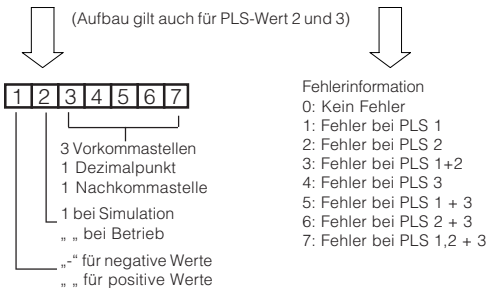 (Aufbau gilt auch für PLS-Wert 2 und 3)
1 2 3 4 5 6 7
3 Vorkommastellen
1 Dezimalpunkt
1 Nachkommastelle
1 bei Simulation
„ „ bei Betrieb
„-“ für negative Werte
„ „ für positive Werte
Fehlerinformation
0: Kein Fehler
1: Fehler bei PLS 1
2: Fehler bei PLS 2
3: Fehler bei PLS 1+2
4: Fehler bei PLS 3
5: Fehler bei PLS 1 + 3
6: Fehler bei PLS 2 + 3
7: Fehler bei PLS 1,2 + 3